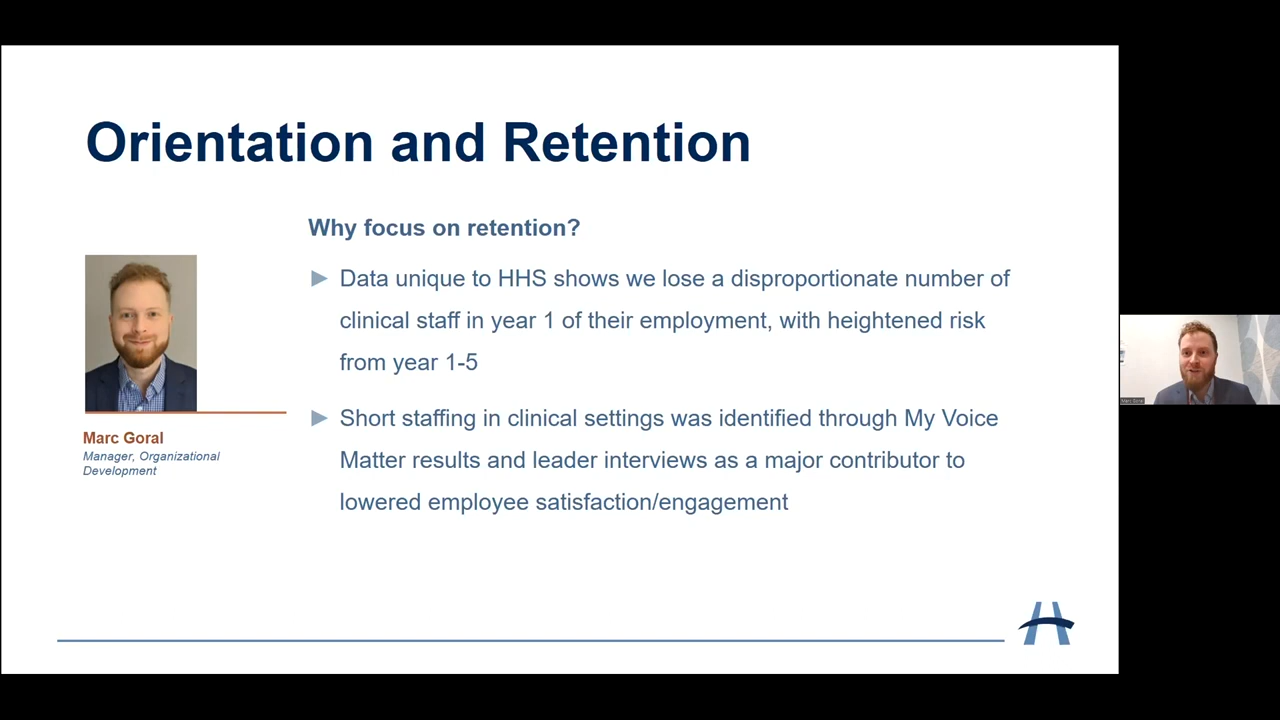 Orientation and Retention
Why focus on retention?
Data unique to HHS shows we lose a disproportionate number of
clinical staff in year 1 of their employment, with heightened risk
from year 1-5
Short staffing in clinical settings was identified through My Voice
Matter results and leader interviews as a major contributor to
lowered employee satisfaction/engagement
Marc Goral
Manager, Organizational
Development
Marc Goral